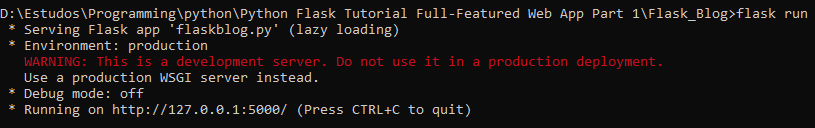 D:\Estudos\Programming\python\Python Flask Tutorial Full-Featured Web App Part 1\Flask_Blog>flask run
* Serving Flask app 'flaskblog.py' (lazy loading)
* Environment: production
WARNING: This is a development server. Do not use it in a production deployment.
Use a production WSGI server instead.
* Debug mode: off
* Running on http://127.0.0.1:5000/ (Press CTRL+C to quit)